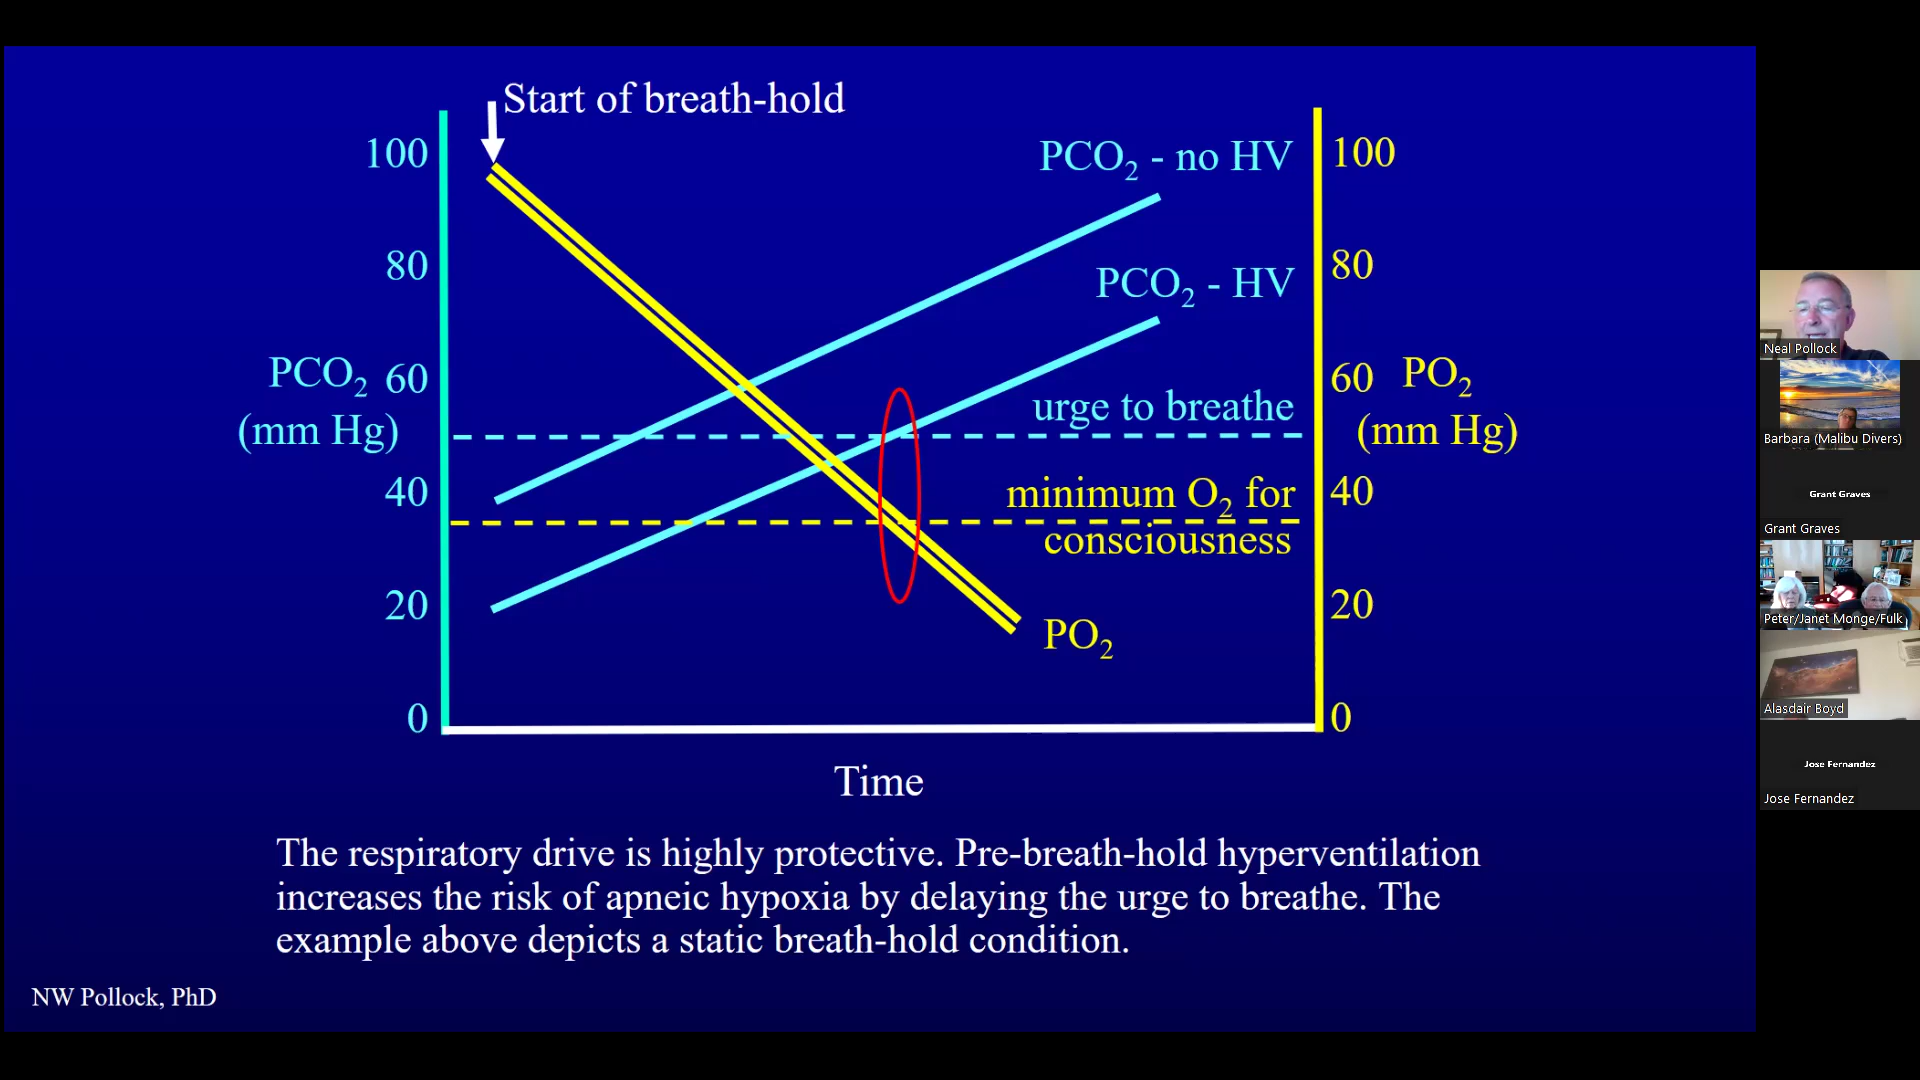 Start of breath-hold
100
80
PCO2 60
(mm Hg)
40
20
0
PCO2 - no HV
PCO2 - HV
urge to breathe
minimum O2 for
consciousness
PO2
100
80
60 PO2
(mm Hg)
40
20
0
Time
The respiratory drive is highly protective. Pre-breath-hold hyperventilation
increases the risk of apneic hypoxia by delaying the urge to breathe. The
example above depicts a static breath-hold condition.
NW Pollock, PhD
Neal Pollock
Barbara (Malibu Divers)
Grant Graves
Grant Graves
Peter/Janet Monge/Fulk
Alasdair Boyd
Jose Fernandez
Jose Fernandez